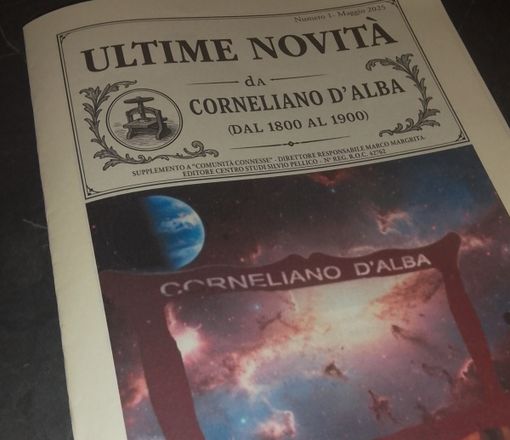 Numero 1- Maggio 2025
ULTIME NOVITÀ
da
CORNELIANO D'ALBA
(DAL 1800 AL 1900)
SUPPLEMENTO A "COMUNITÀ CONNESSE" - DIRETTORE RESPONSABILE MARCO MARGRITA.
EDITORE CENTRO STUDI SILVIO PELLICO - N° REG. R.O.C. 42762
CORNELIANO D'ALBA